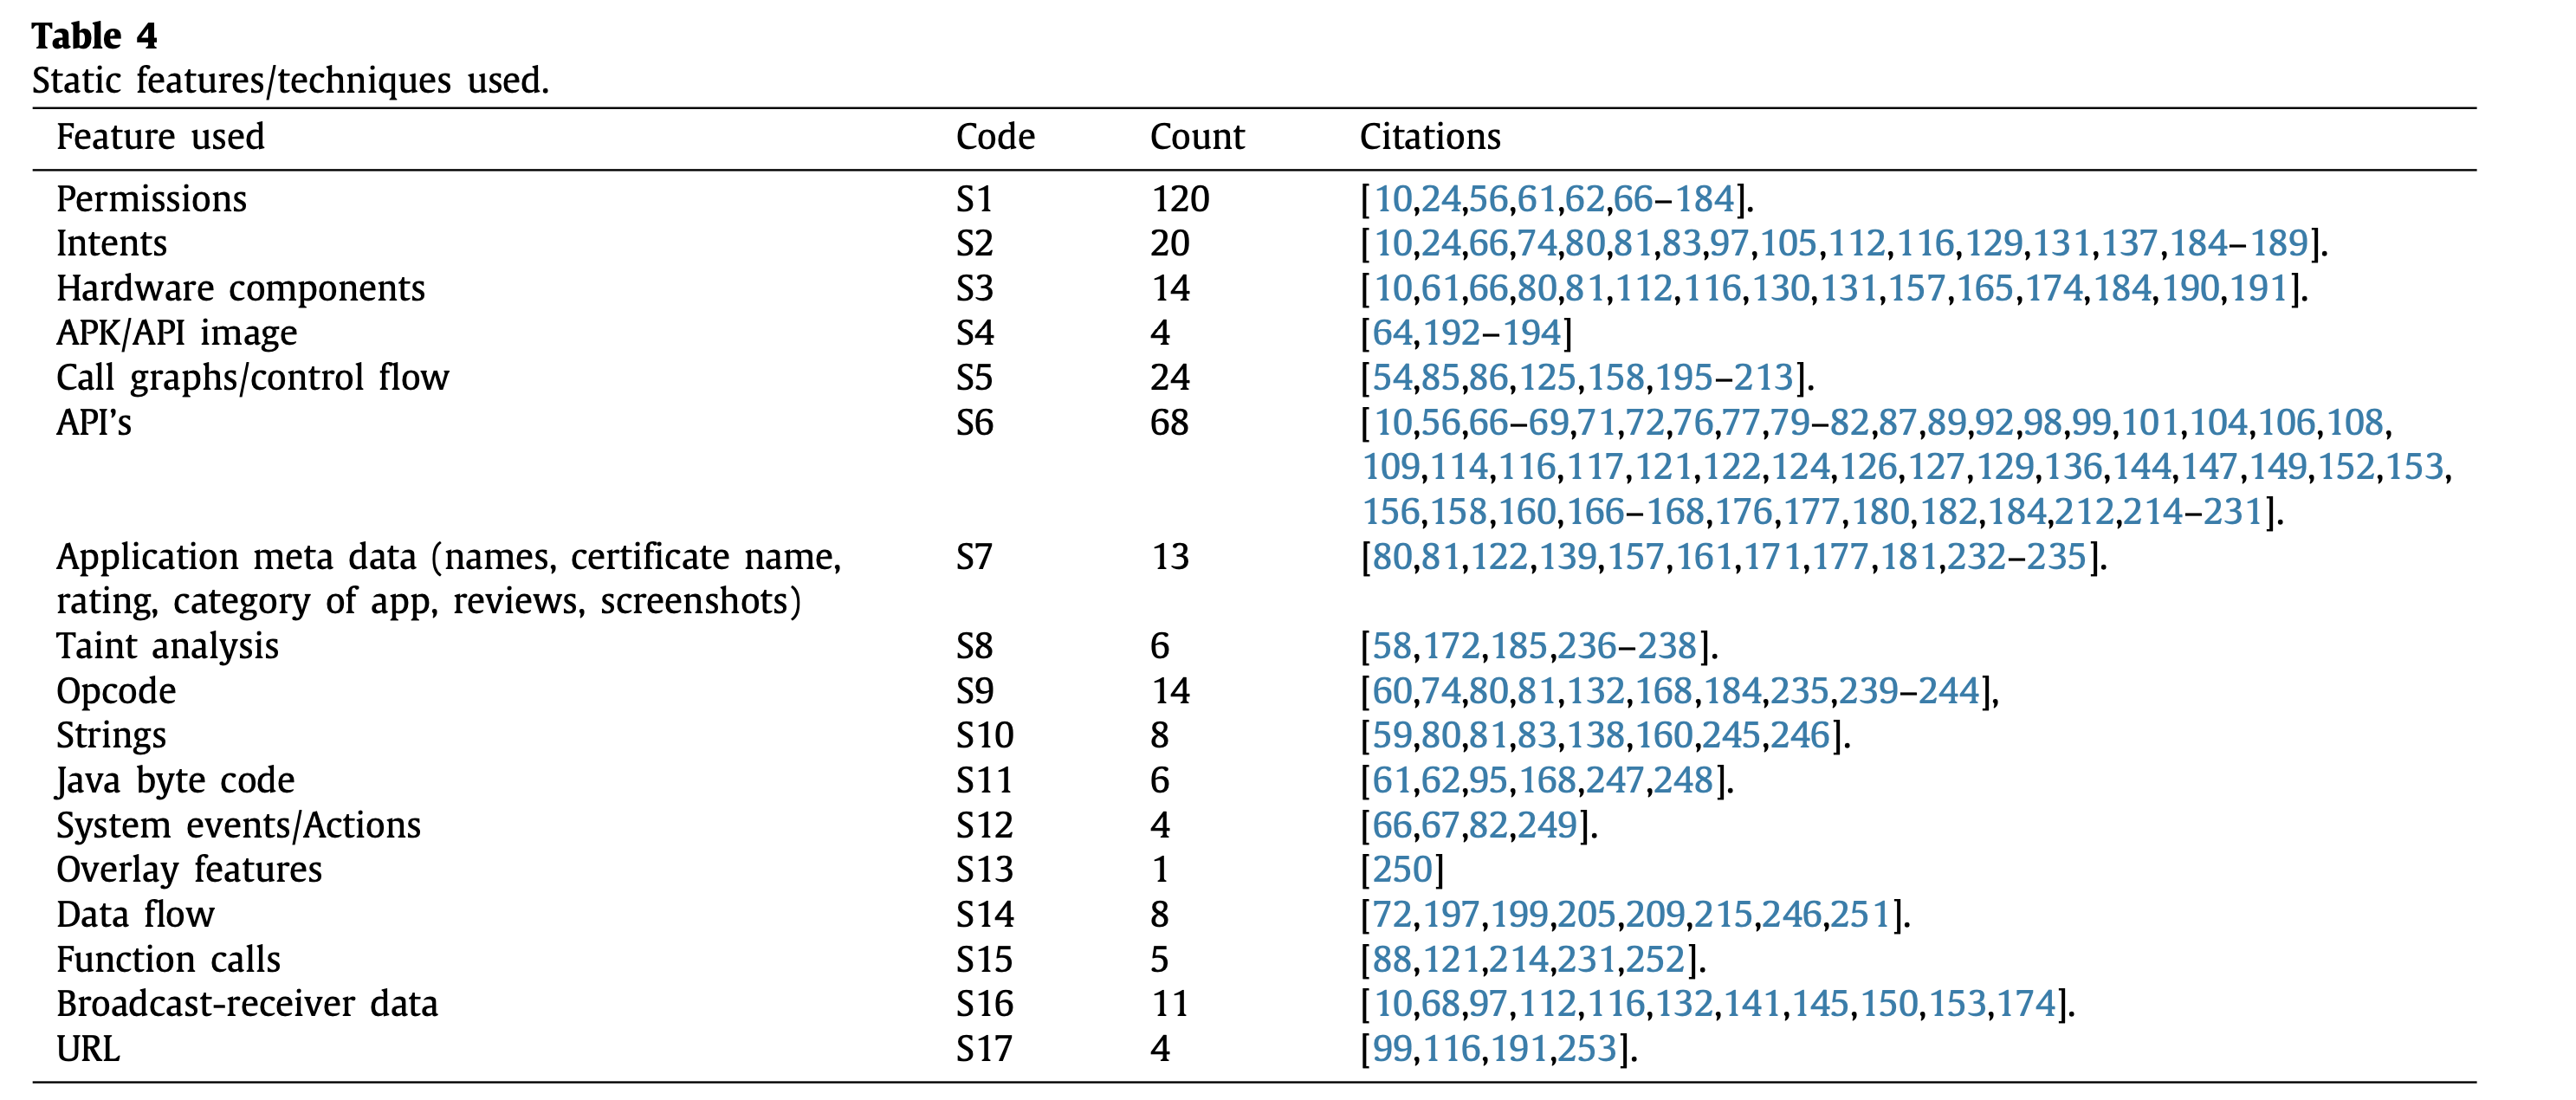 Table 4
Static features/techniques used.
Feature used Code Count Citations
Permissions S1 120 [10,24,56,61,62,66–184].
Intents S2 20 [10,24,66,74,80,81,83,97,105,112,116,129,131,137,184–189].
Hardware components S3 14 [10,61,66,80,81,112,116,130,131,157,165,174,184,190,191].
APK/API image S4 4 [64,192–194]
Call graphs/control flow S5 24 [54,85,86,125,158,195–213].
API’s S6 68 [10,56,66–69,71,72,76,77,79–82,87,89,92,98,99,101,104,106,108,
109,114,116,117,121,122,124,126,127,129,136,144,147,149,152,153,
156,158,160,166–168,176,177,180,182,184,212,214–231].
Application meta data (names, certificate name, S7 13 [80,81,122,139,157,161,171,177,181,232–235].
rating, category of app, reviews, screenshots)
Taint analysis S8 6 [58,172,185,236–238].
Opcode S9 14 [60,74,80,81,132,168,184,235,239–244],
Strings S10 8 [59,80,81,83,138,160,245,246].
Java byte code S11 6 [61,62,95,168,247,248].
System events/Actions S12 4 [66,67,82,249].
Overlay features S13 1 [250]
Data flow S14 8 [72,197,199,205,209,215,246,251].
Function calls S15 5 [88,121,214,231,252].
Broadcast-receiver data S16 11 [10,68,97,112,116,132,141,145,150,153,174].
URL S17 4 [99,116,191,253].